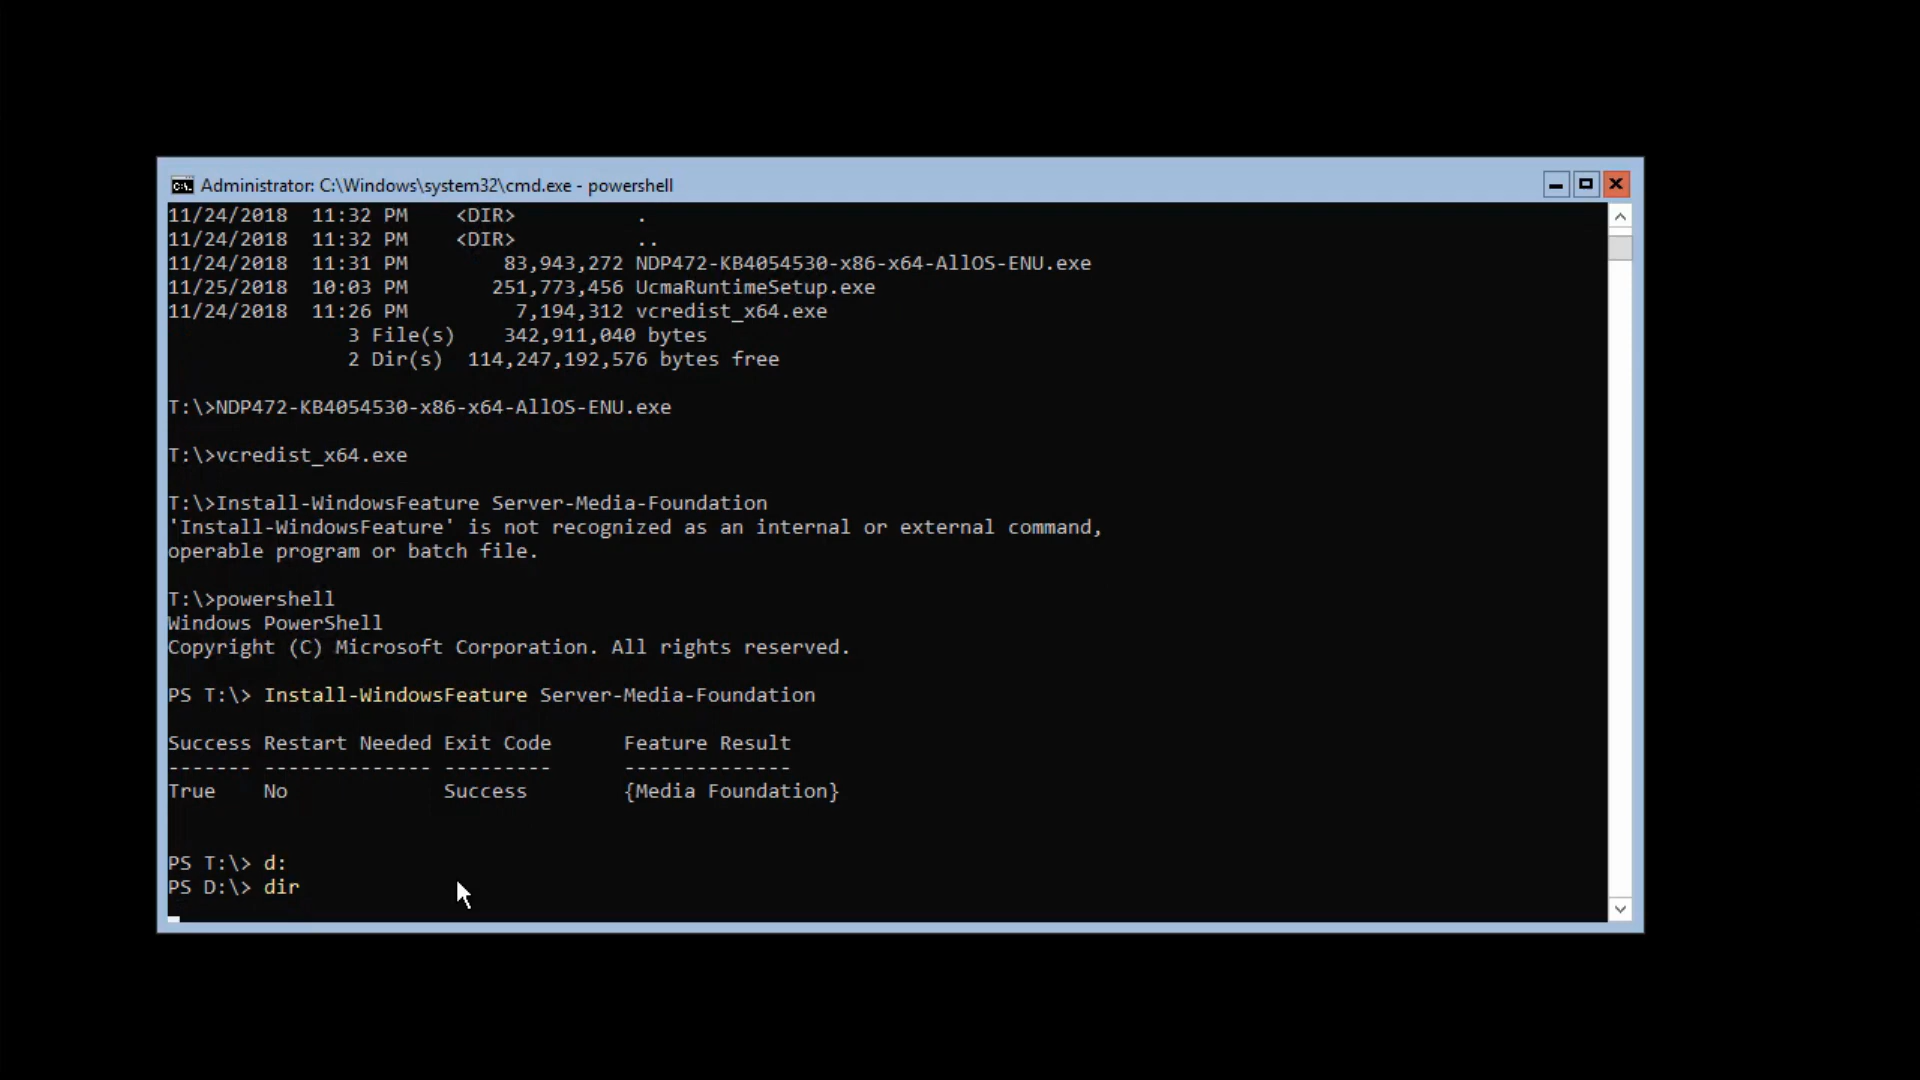 Administrator: C:\Windows\system32\cmd.exe - powershell
11/24/2018  11:32 PM    <DIR>          .
11/24/2018  11:32 PM    <DIR>          ..
11/24/2018  11:31 PM        83,943,272 NDP472-KB4054530-x86-x64-AllOS-ENU.exe
11/25/2018  10:03 PM       251,773,456 UcmaRuntimeSetup.exe
11/24/2018  11:26 PM         7,194,312 vcredist_x64.exe
               3 File(s)    342,911,040 bytes
               2 Dir(s)  114,247,192,576 bytes free
T:\>NDP472-KB4054530-x86-x64-AllOS-ENU.exe
T:\>vcredist_x64.exe
T:\>Install-WindowsFeature Server-Media-Foundation
'Install-WindowsFeature' is not recognized as an internal or external command,
operable program or batch file.
T:\>powershell
Windows PowerShell
Copyright (C) Microsoft Corporation. All rights reserved.
PS T:\> Install-WindowsFeature Server-Media-Foundation
Success Restart Needed Exit Code      Feature Result
------- -------------- ---------      --------------
True    No             Success        {Media Foundation}
PS T:\> d:
PS D:\> dir